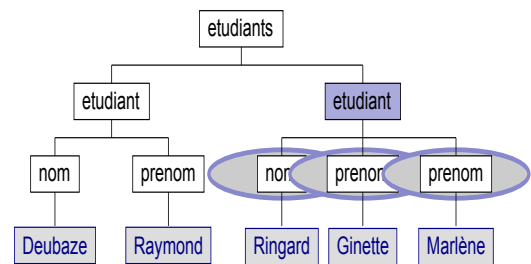 etudiants
etudiant etudiant
nom prenom nom prenom prenom
Deubaze Raymond Ringard Ginette Marlène